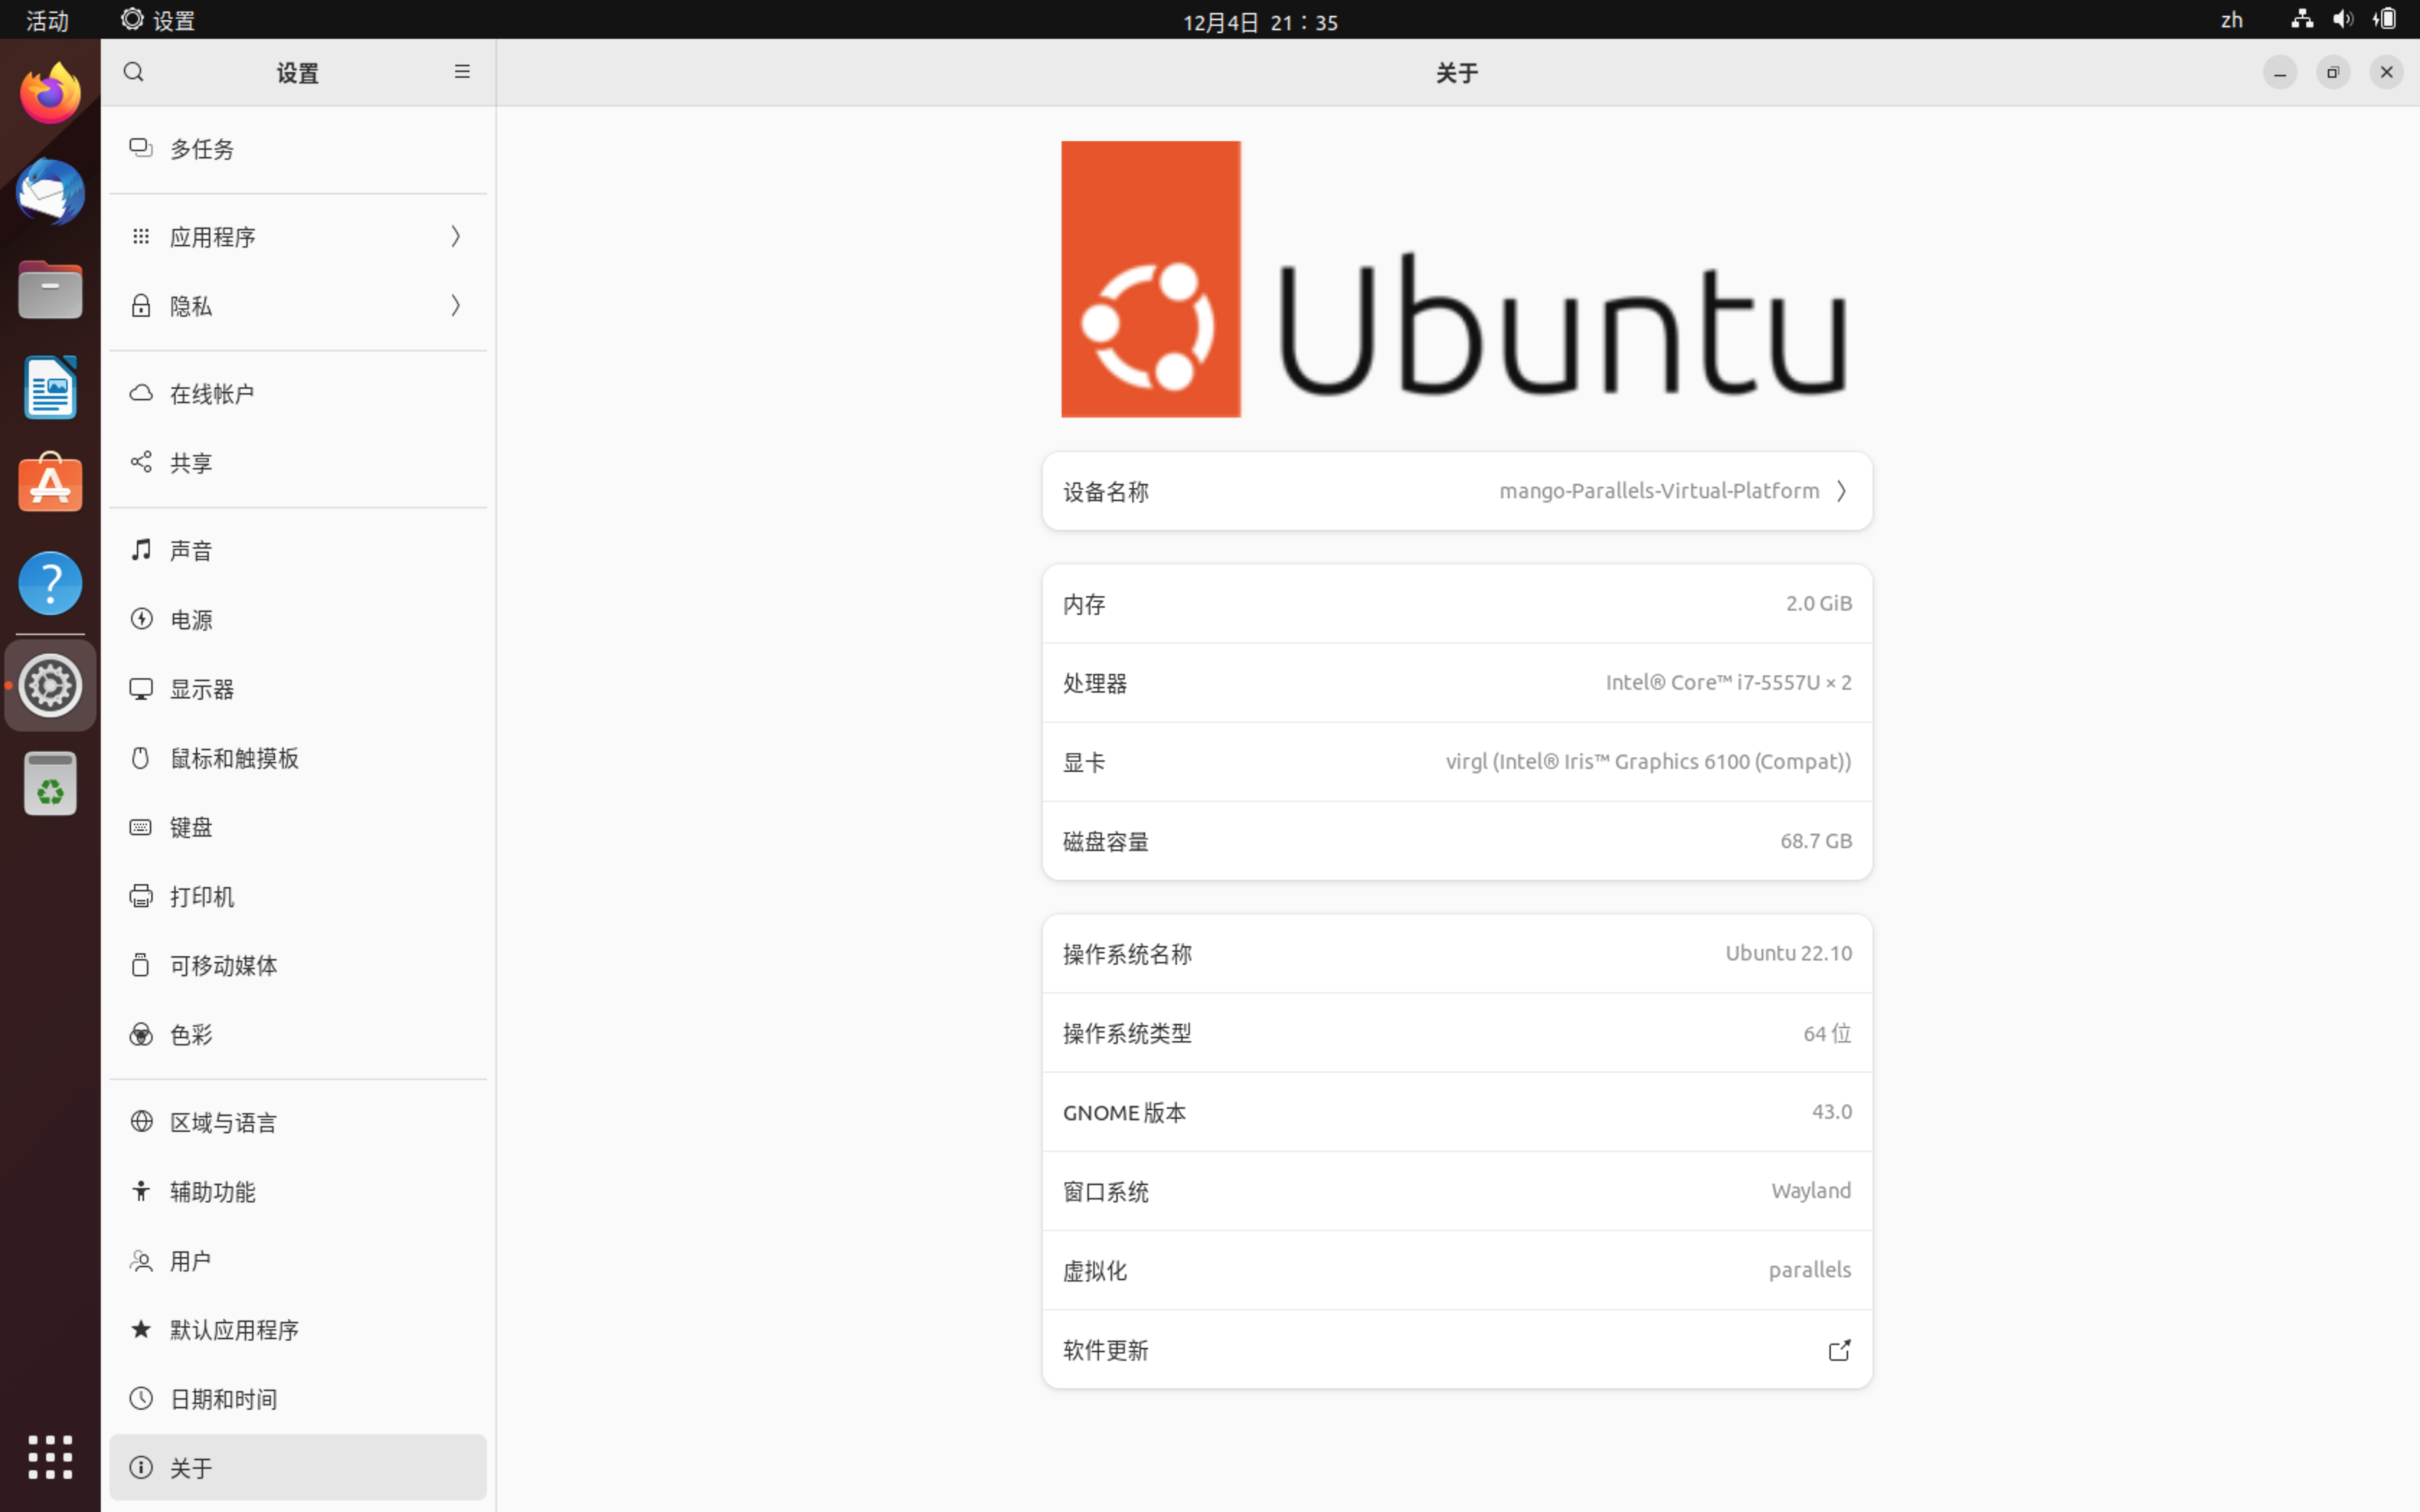 活动 设置 12月4日 21：35 zh
设置
关于
多任务
应用程序
隐私
在线帐户
共享
声音
电源
显示器
鼠标和触摸板
键盘
打印机
可移动媒体
色彩
区域与语言
辅助功能
用户
默认应用程序
日期和时间
关于
Ubuntu
设备名称 mango-Parallels-Virtual-Platform
内存 2.0 GiB
处理器 Intel® Core™ i7-5557U × 2
显卡 virgl (Intel® Iris™ Graphics 6100 (Compat))
磁盘容量 68.7 GB
操作系统名称 Ubuntu 22.10
操作系统类型 64 位
GNOME 版本 43.0
窗口系统 Wayland
虚拟化 parallels
软件更新